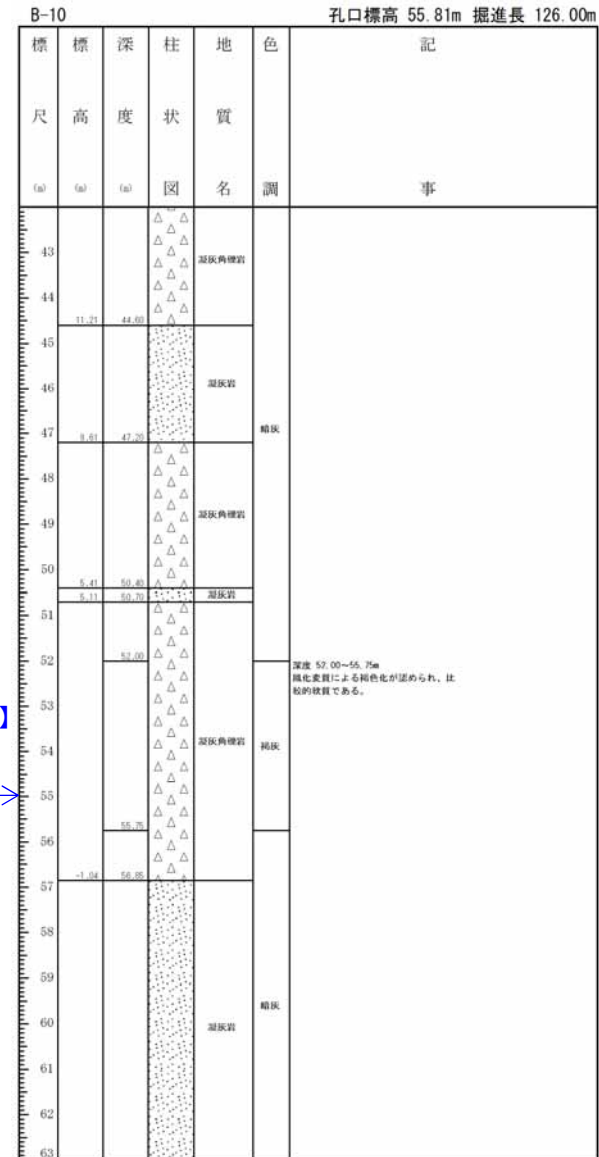 B-10 孔口標高 55.81m 掘進長 126.00m
標尺(m) 標高(m) 深度(m) 柱状図 地質名 色調 記事
43
凝灰角礫岩
44
11.21 44.60
45
46 凝灰岩
47 暗灰
8.61 47.20
48
49 凝灰角礫岩
50
5.41 50.40
5.11 50.70 凝灰岩
51
52 52.00
深度 52.00～55.75m
風化変質による褐色化が認められ、比
較的軟質である。
53
】
54 凝灰角礫岩 褐灰
→ 55
55.75
56
-1.04 56.85
57
58
59
60 凝灰岩 暗灰
61
62
63